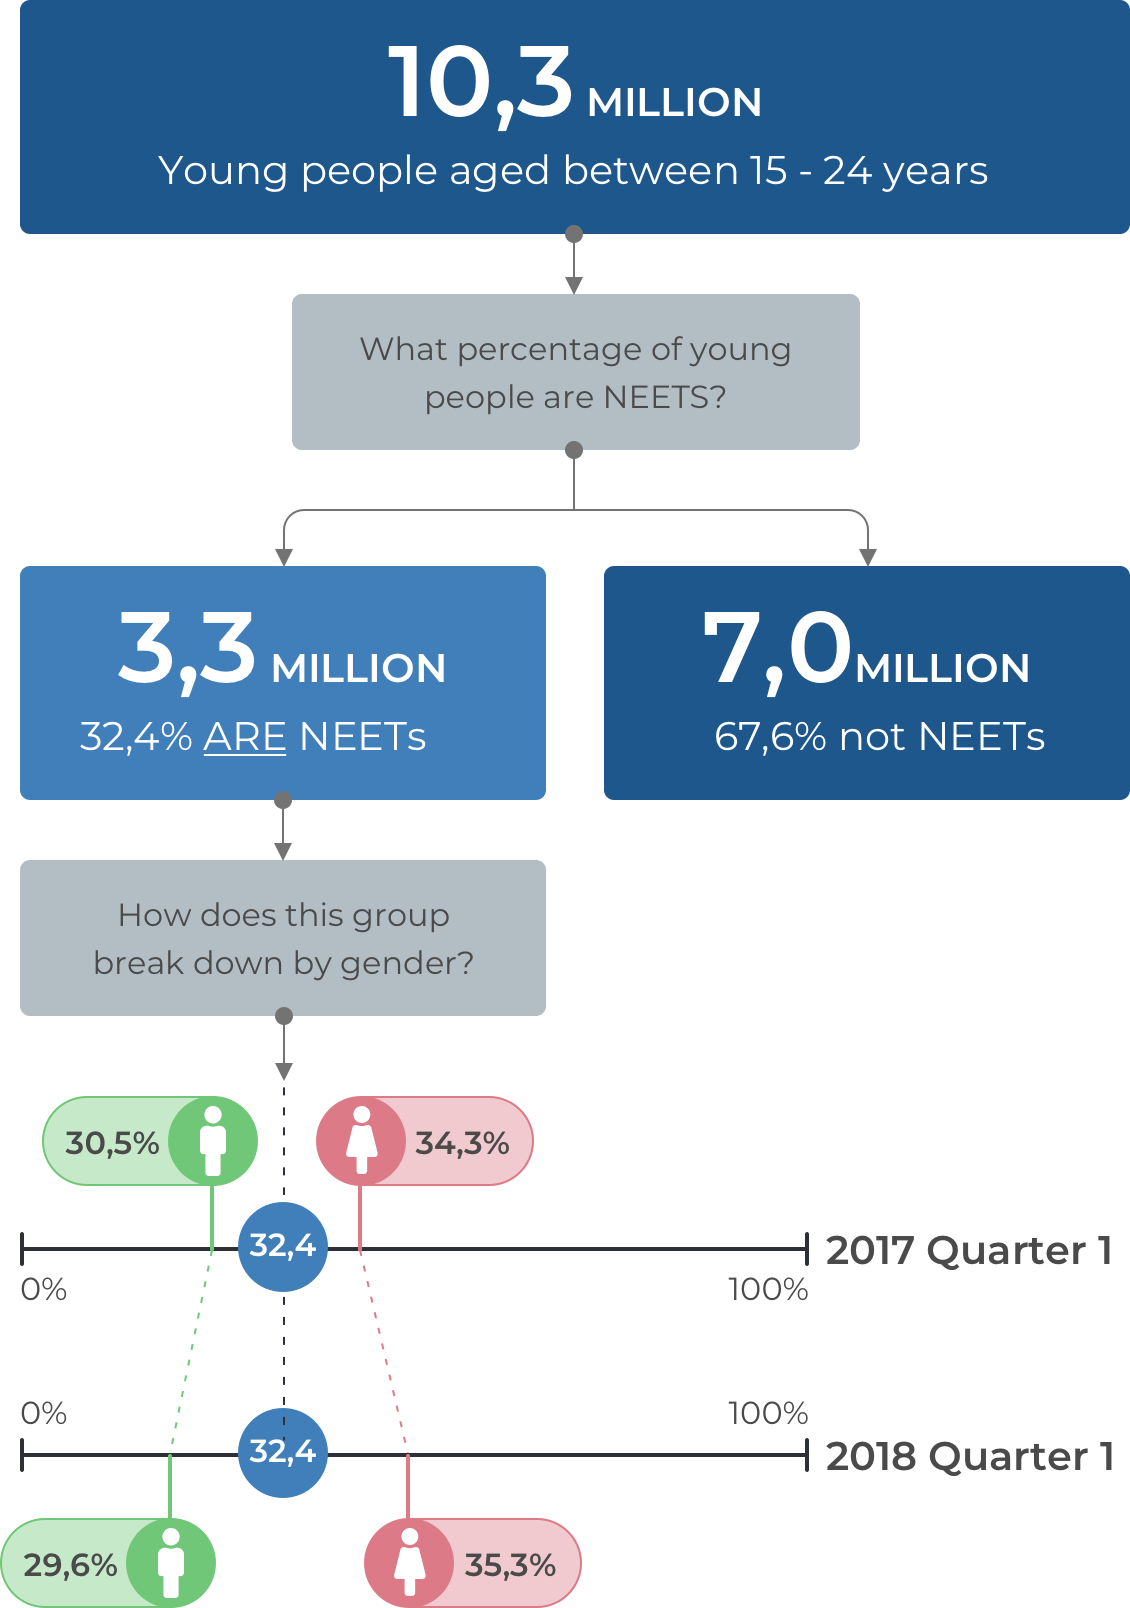 10,3 MILLION
Young people aged between 15 - 24 years
What percentage of young
people are NEETS?
3,3 MILLION
32,4% ARE NEETs
7,0 MILLION
67,6% not NEETs
How does this group
break down by gender?
30,5%
34,3%
32,4
2017 Quarter 1
0%
100%
0%
100%
32,4
2018 Quarter 1
29,6%
35,3%